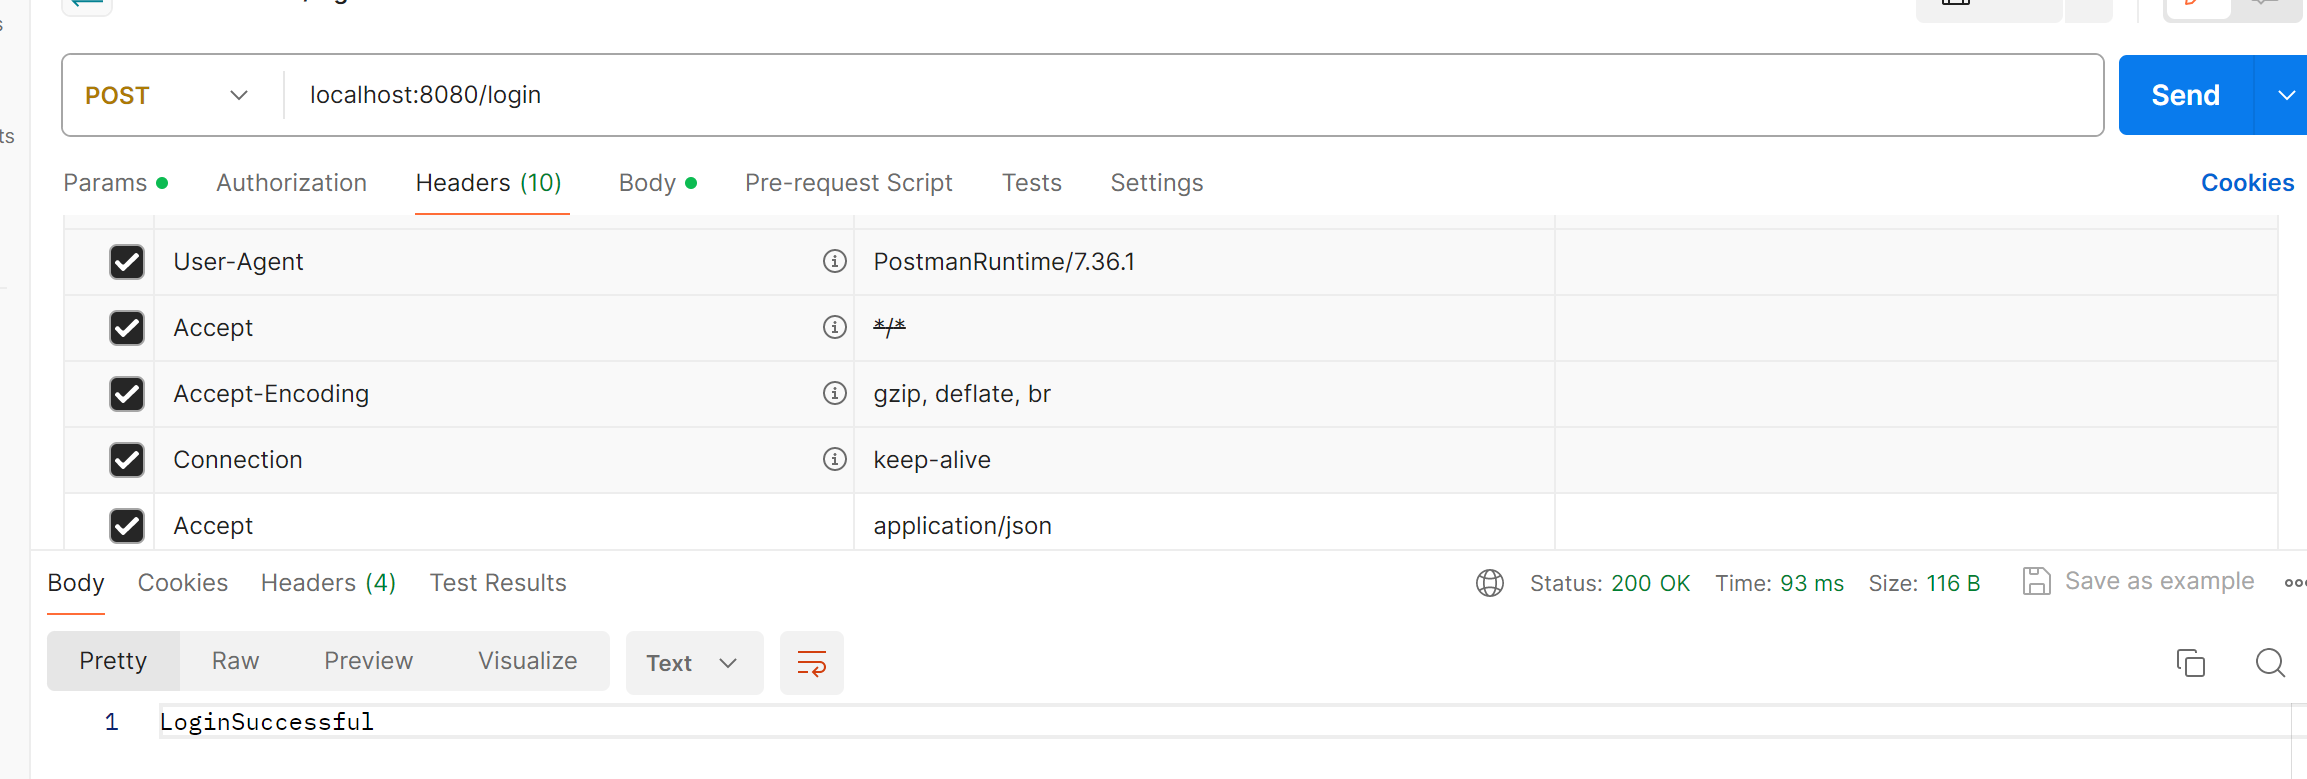 POST
localhost:8080/login
Send
ts
Params
Authorization
Headers (10)
Body
Pre-request Script
Tests
Settings
Cookies
User-Agent
PostmanRuntime/7.36.1
Accept
*/*
Accept-Encoding
gzip, deflate, br
Connection
keep-alive
Accept
application/json
Body
Cookies
Headers (4)
Test Results
Status: 200 OK
Time: 93 ms
Size: 116 B
Save as example
Pretty
Raw
Preview
Visualize
Text
1
LoginSuccessful